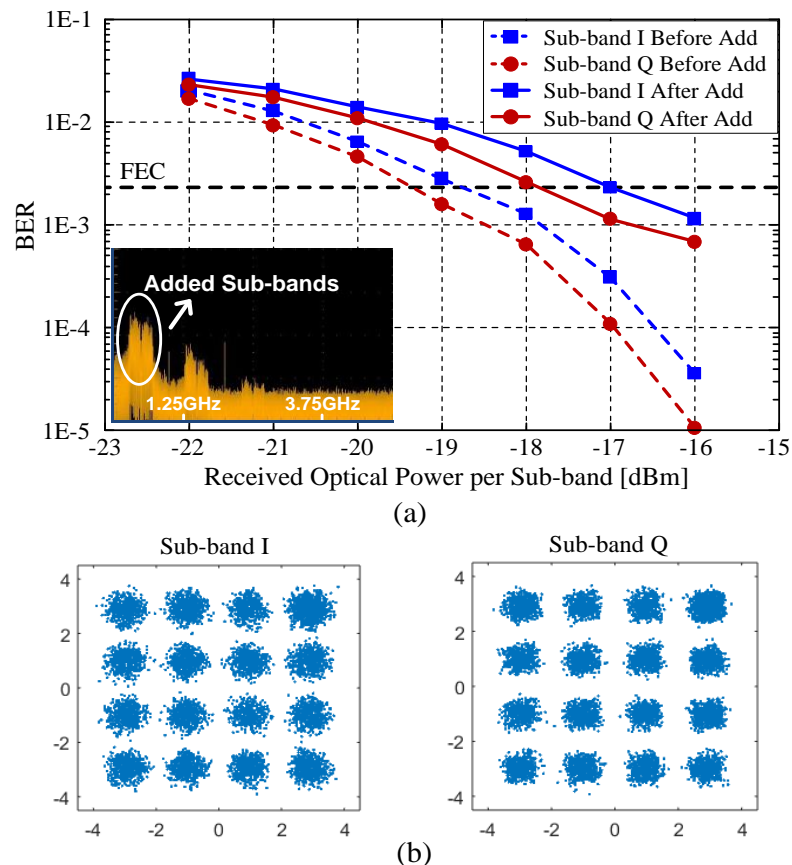 1E-1
1E-2
1E-3
1E-4
1E-5
BER
FEC
Sub-band I Before Add
Sub-band Q Before Add
Sub-band I After Add
Sub-band Q After Add
Added Sub-bands
1.25GHz 3.75GHz
-23 -22 -21 -20 -19 -18 -17 -16 -15
Received Optical Power per Sub-band [dBm]
(a)
Sub-band I
4
2
0
-2
-4
-4 -2 0 2 4
Sub-band Q
4
2
0
-2
-4
-4 -2 0 2 4
(b)